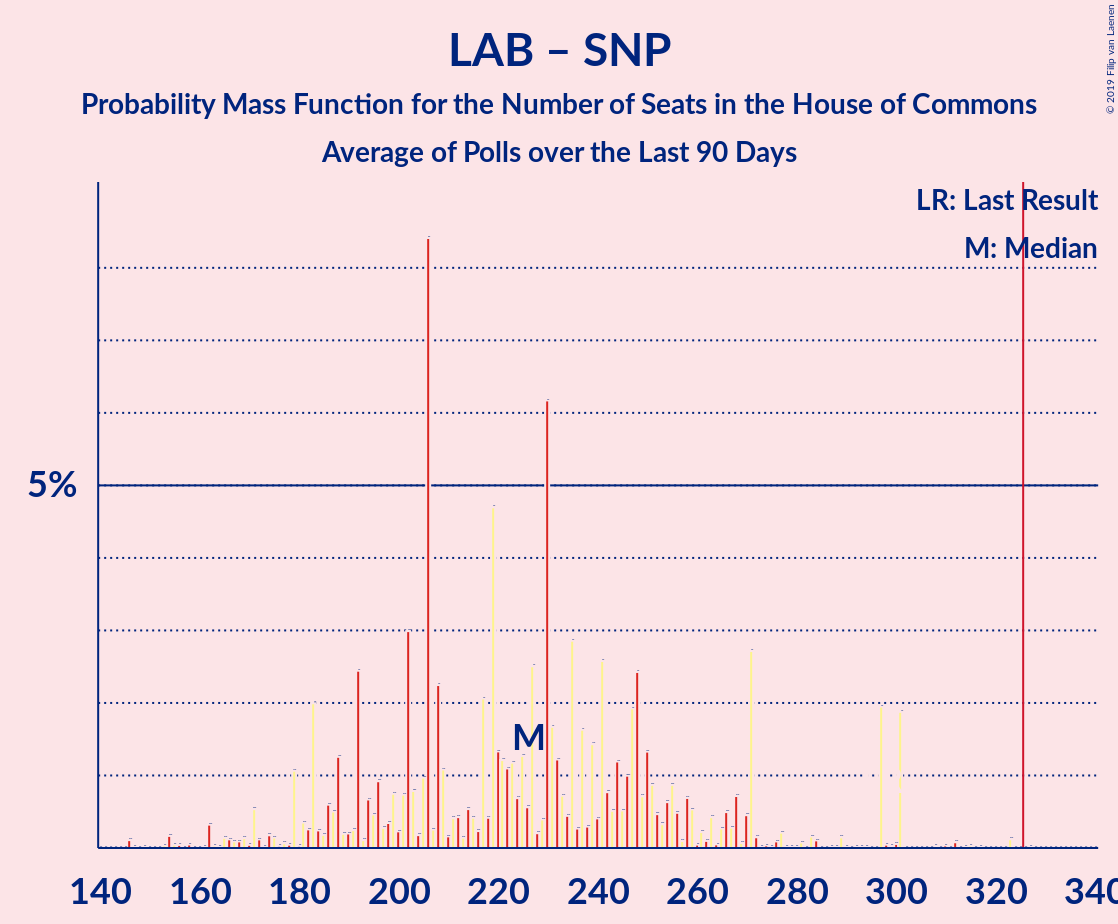 LAB – SNP
Probability Mass Function for the Number of Seats in the House of Commons
Average of Polls over the Last 90 Days
© 2019 Filip van Laenen
LR: Last Result
M: Median
5%
M
140 160 180 200 220 240 260 280 300 320 340